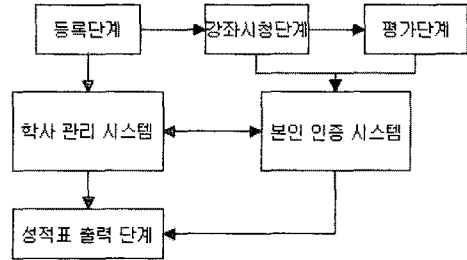 등록단계
강좌시청단계
평가단계
학사 관리 시스템
본인 인증 시스템
성적표 출력 단계